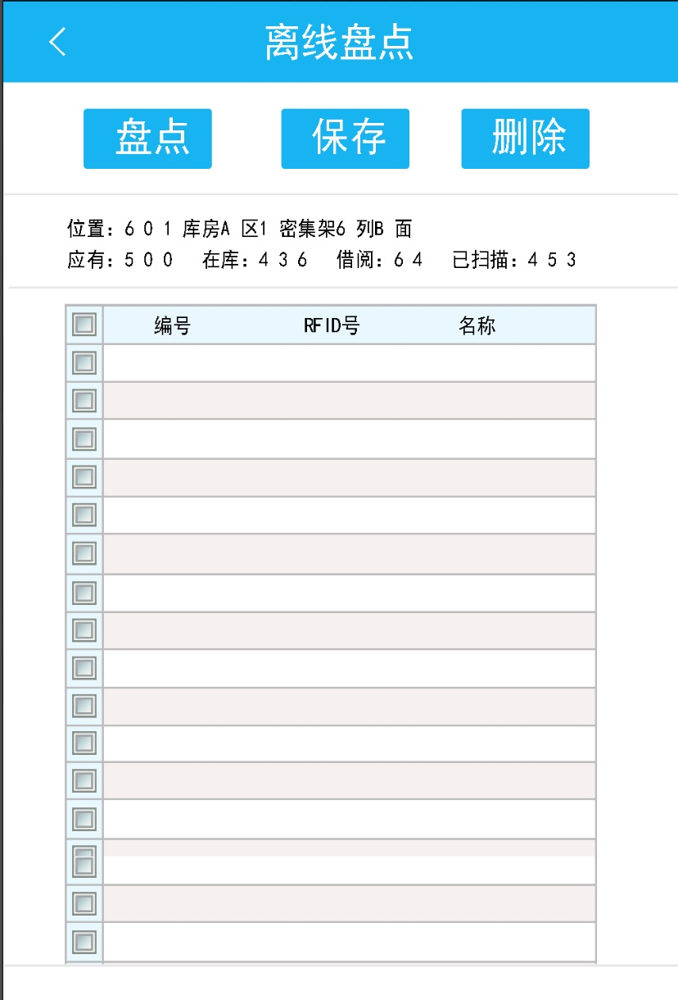 离线盘点
盘点 保存 删除
位置：601库房A 区1 密集架6 列B 面
应有：500 在库：436 借阅：64 已扫描：453
编号 RFID号 名称